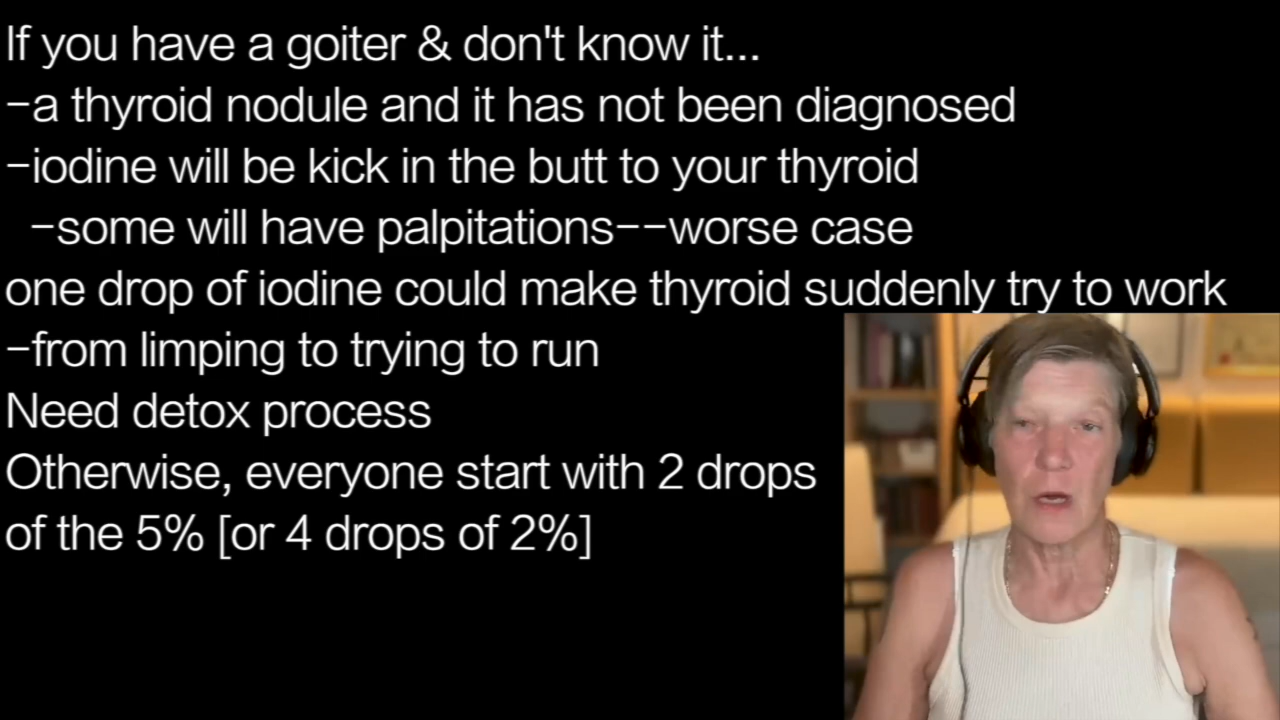 If you have a goiter & don't know it...
-a thyroid nodule and it has not been diagnosed
-iodine will be kick in the butt to your thyroid
-some will have palpitations--worse case
one drop of iodine could make thyroid suddenly try to work
-from limping to trying to run
Need detox process
Otherwise, everyone start with 2 drops
of the 5% [or 4 drops of 2%]